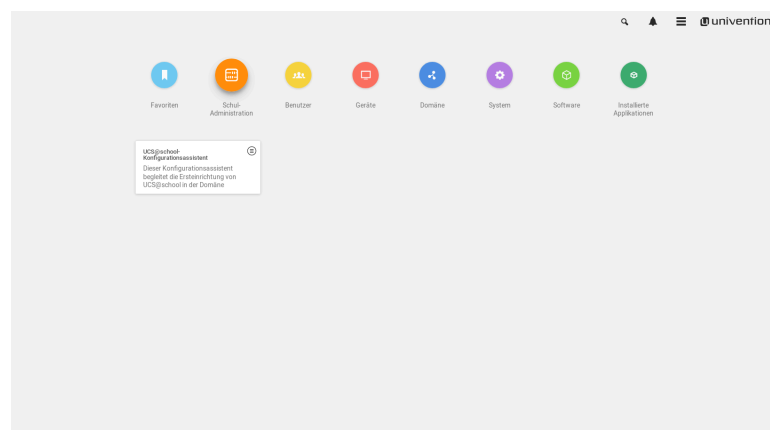 univention
Favoriten
Schul-
Administration
Benutzer
Geräte
Domäne
System
Software
Installierte
Applikationen
UCS@school-
Konfigurationsassistent
Dieser Konfigurationsassistent
begleitet die Ersteinrichtung von
UCS@school in der Domäne